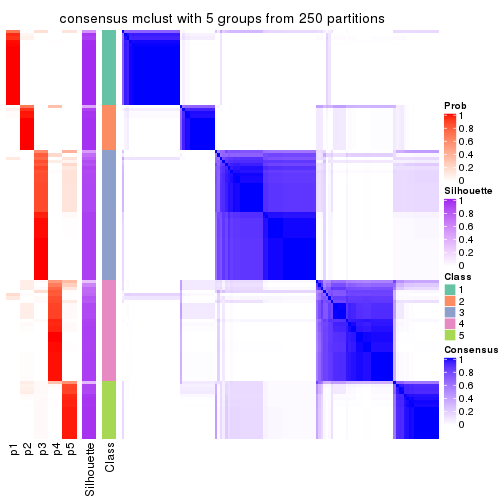 consensus mclust with 5 groups from 250 partitions
Prob
1
0.8
0.6
0.4
0.2
0
Silhouette
1
0.8
0.6
0.4
0.2
0
Class
1
2
3
4
5
Consensus
1
0.8
0.6
0.4
0.2
0
p1
p2
p3
p4
p5
Silhouette
Class